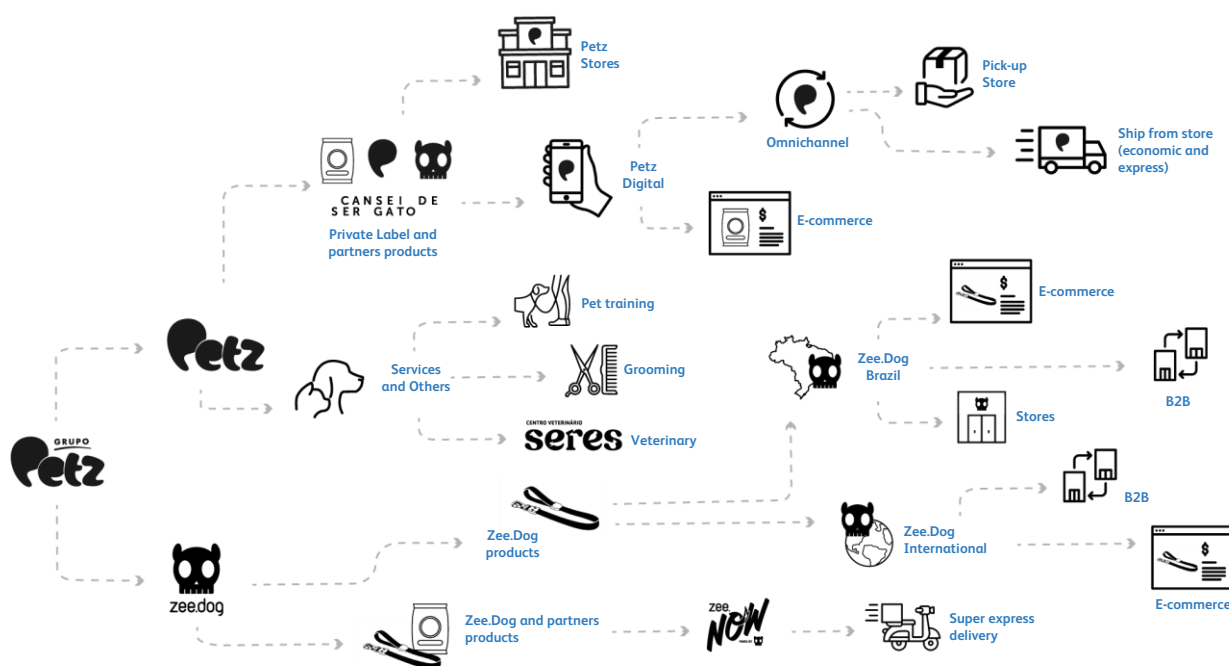 Petz
Stores
Pick-up
Store
Omnichannel
Ship from store
(economic and
express)
Petz
Digital
CANSEI DE
SER GATO
Private Label and
partners products
$
E-commerce
Pet training
$
E-commerce
Petz
Services
and Others
Grooming
Zee.Dog
Brazil
B2B
Stores
CENTRO VETERINÁRIO
seres
Veterinary
GRUPO
Petz
Zee.Dog
products
Zee.Dog
International
B2B
$
E-commerce
zee.dog
Zee.Dog and partners
products
zee.
NOW
Super express
delivery